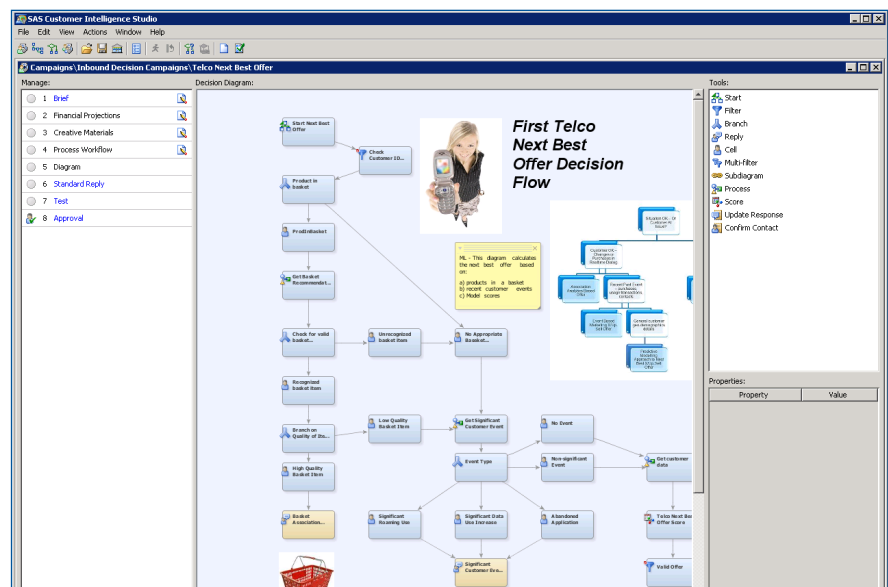 SAS Customer Intelligence Studio
File Edit View Actions Window Help
Campaigns\Inbound Decision Campaigns\Telco Next Best Offer
Manage:
1 Brief
2 Financial Projections
3 Creative Materials
4 Process Workflow
5 Diagram
6 Standard Reply
7 Test
8 Approval
Decision Diagram:
Start Next Best
Offer
Check
Customer ID...
First Telco
Next Best
Offer Decision
Flow
Product in
basket
ProdInBasket
ML - This diagram calculates
the next best offer based
on:
a) products in a basket
b) recent customer events
c) Model scores
Get Basket
Recommendat...
Check for valid
basket...
Unrecognized
basket item
No Appropriate
Basket...
Recognized
basket item
Branch on
Quality of Ite...
Low Quality
Basket Item
Get Significant
Customer Event
No Event
High Quality
Basket Item
Event Type
Non-significant
Event
Get customer
data
Basket
Association...
Significant
Roaming Use
Significant Data
Use Increase
Abandoned
Application
Telco Next Be
Offer Score
Significant
Customer Eve...
Valid Offer
Tools:
Start
Filter
Branch
Reply
Cell
Multi-filter
Subdiagram
Process
Score
Update Response
Confirm Contact
Properties:
Property Value